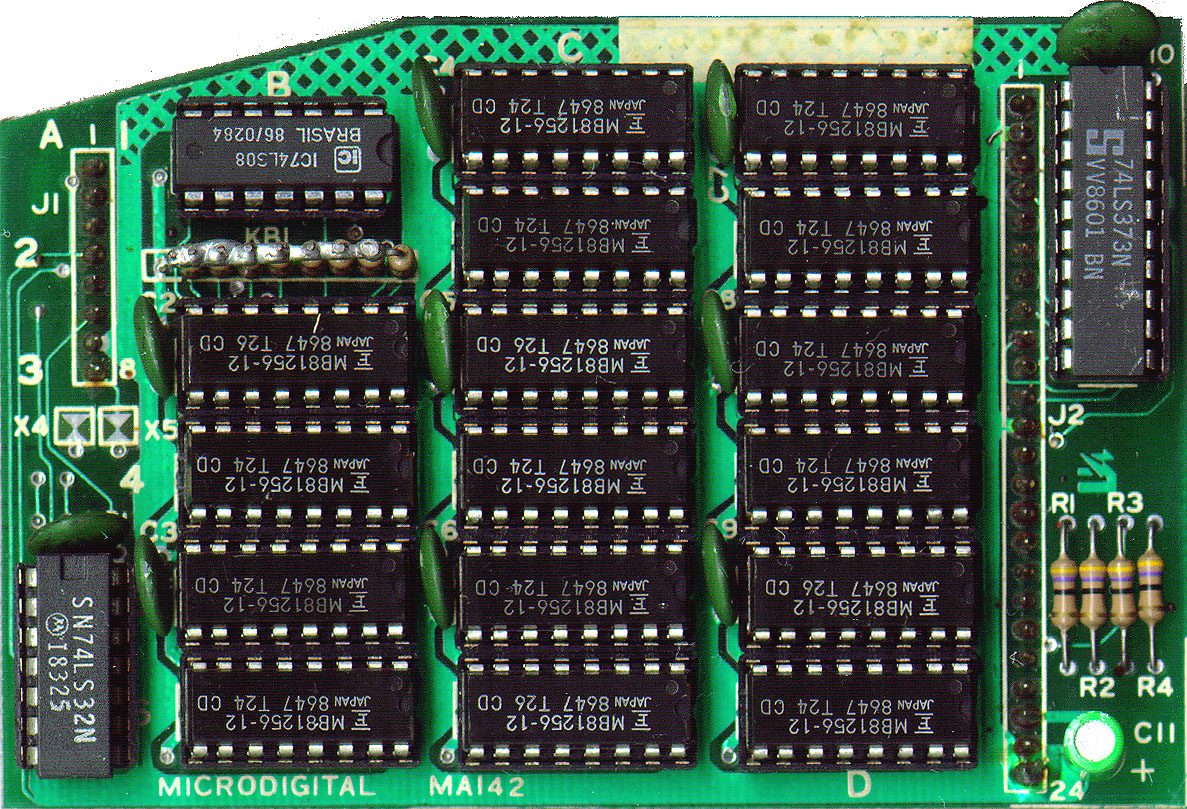 A
1
J1
2
3
8
X4
X5
4
B
IC
IC74LS08
BRASIL 86/0284
KB1
C
C7
MB81256-12
JAPAN 8647 T24 CD
MB81256-12
JAPAN 8647 T24 CD
MB81256-12
JAPAN 8647 T26 CD
MB81256-12
JAPAN 8647 T24 CD
MB81256-12
JAPAN 8647 T24 CD
MB81256-12
JAPAN 8647 T26 CD
MB81256-12
JAPAN 8647 T24 CD
MB81256-12
JAPAN 8647 T24 CD
MB81256-12
JAPAN 8647 T24 CD
MB81256-12
JAPAN 8647 T24 CD
MB81256-12
JAPAN 8647 T26 CD
MB81256-12
JAPAN 8647 T24 CD
MB81256-12
JAPAN 8647 T26 CD
MB81256-12
JAPAN 8647 T24 CD
C3
MB81256-12
JAPAN 8647 T24 CD
MB81256-12
JAPAN 8647 T24 CD
SN74LS32N
M I8325
1
10
S 74LS373N
VV8601 BN
J2
R1
R3
R2
R4
C11
+
24
D
MICRODIGITAL MA142